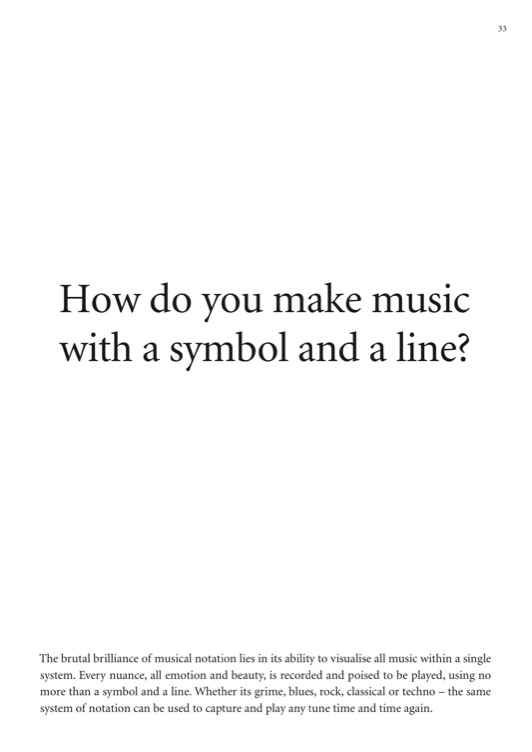 33
How do you make music
with a symbol and a line?
The brutal brilliance of musical notation lies in its ability to visualise all music within a single
system. Every nuance, all emotion and beauty, is recorded and poised to be played, using no
more than a symbol and a line. Whether its grime, blues, rock, classical or techno – the same
system of notation can be used to capture and play any tune time and time again.